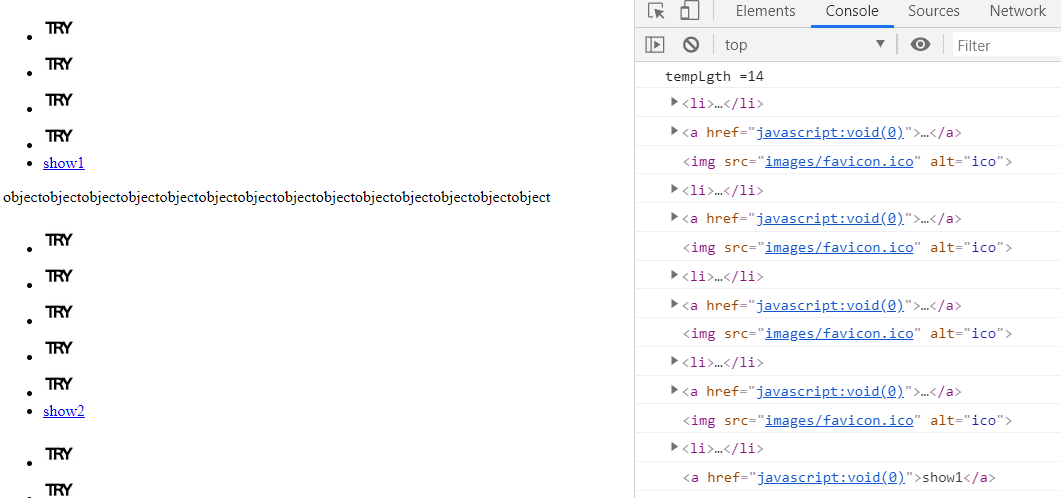 TRY
TRY
TRY
TRY
show1
objectobjectobjectobjectobjectobjectobjectobjectobjectobjectobjectobjectobjectobject
TRY
TRY
TRY
TRY
TRY
show2
TRY
TRY
Elements Console Sources Network
top Filter
tempLgth =14
<li>…</li>
<a href="javascript:void(0)">…</a>
<img src="images/favicon.ico" alt="ico">
<li>…</li>
<a href="javascript:void(0)">…</a>
<img src="images/favicon.ico" alt="ico">
<li>…</li>
<a href="javascript:void(0)">…</a>
<img src="images/favicon.ico" alt="ico">
<li>…</li>
<a href="javascript:void(0)">…</a>
<img src="images/favicon.ico" alt="ico">
<li>…</li>
<a href="javascript:void(0)">show1</a>